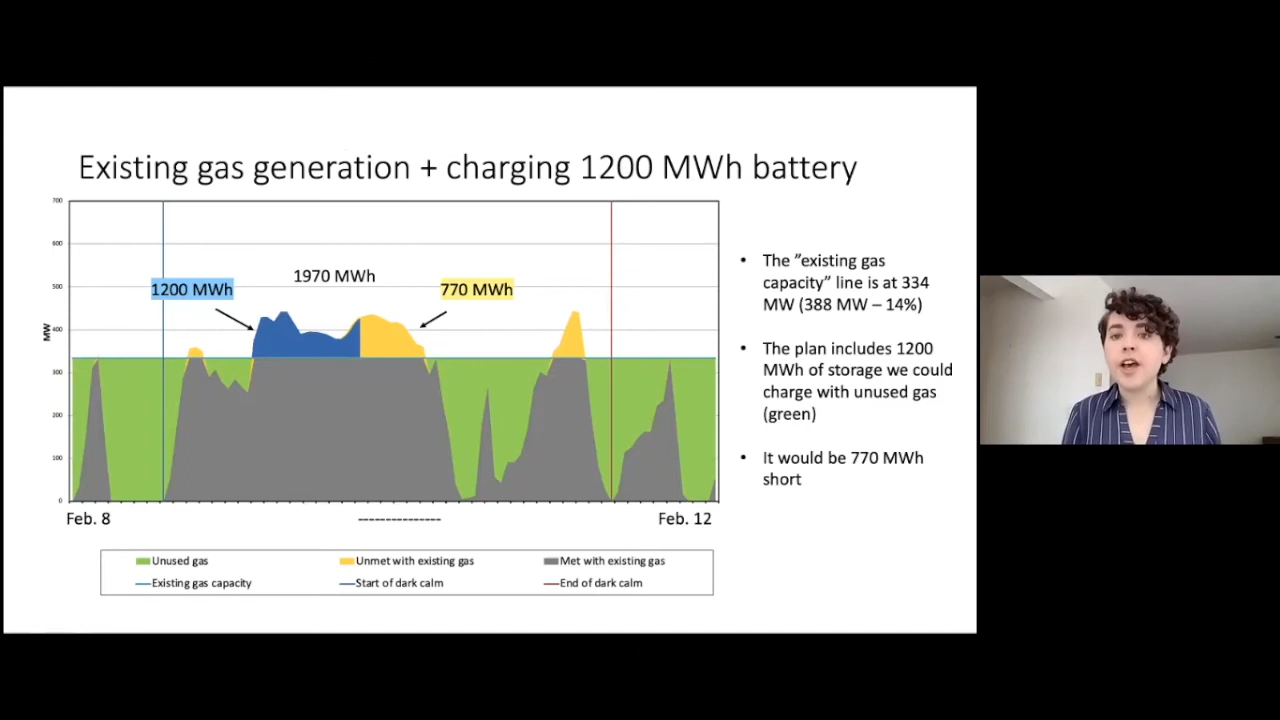 Existing gas generation + charging 1200 MWh battery
700
600
500
400
300
200
100
0
MW
1200 MWh
1970 MWh
770 MWh
Feb. 8
---------------
Feb. 12
Unused gas
Unmet with existing gas
Met with existing gas
Existing gas capacity
Start of dark calm
End of dark calm
• The ”existing gas
capacity” line is at 334
MW (388 MW – 14%)
• The plan includes 1200
MWh of storage we could
charge with unused gas
(green)
• It would be 770 MWh
short